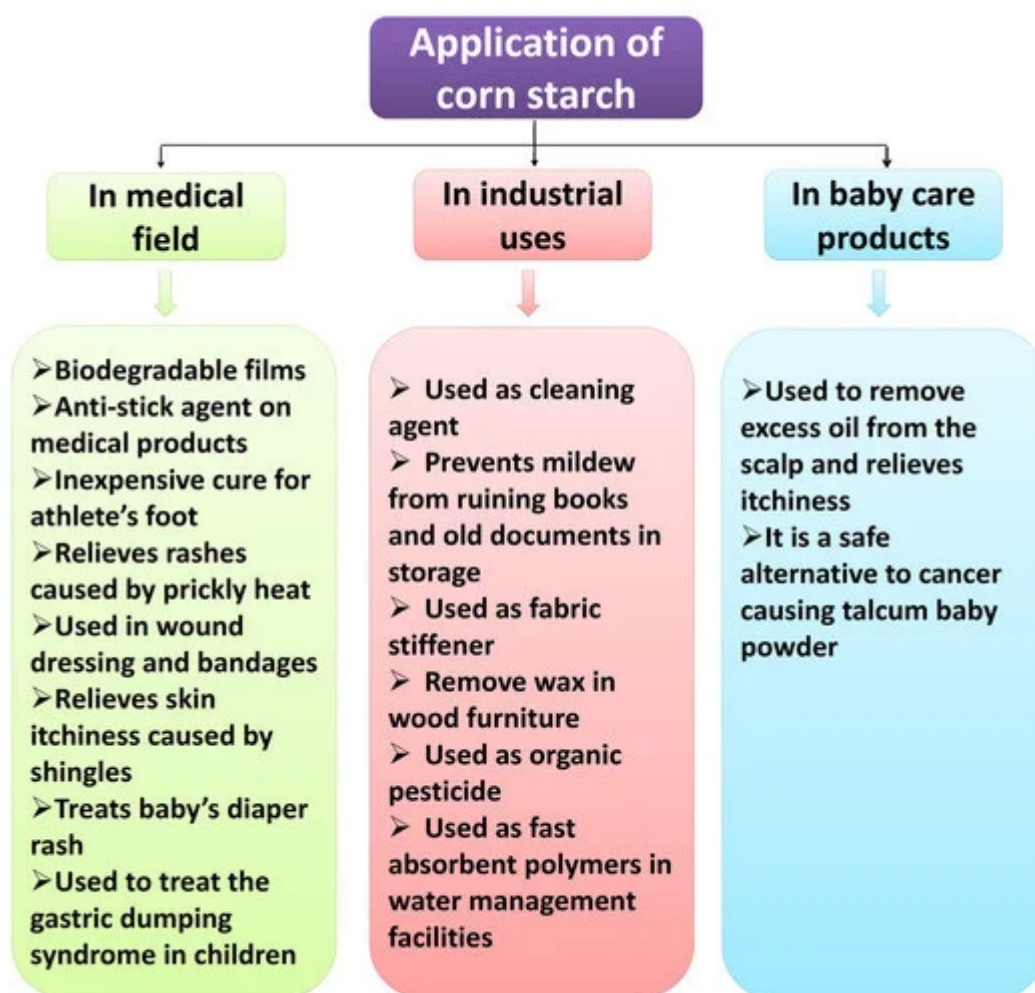 Application of
corn starch
In medical
field
➢Biodegradable films
➢Anti-stick agent on
medical products
➢Inexpensive cure for
athlete's foot
➢Relieves rashes
caused by prickly heat
➢Used in wound
dressing and bandages
➢Relieves skin
itchiness caused by
shingles
➢Treats baby's diaper
rash
➢Used to treat the
gastric dumping
syndrome in children
In industrial
uses
➢ Used as cleaning
agent
➢ Prevents mildew
from ruining books
and old documents in
storage
➢ Used as fabric
stiffener
➢ Remove wax in
wood furniture
➢ Used as organic
pesticide
➢ Used as fast
absorbent polymers in
water management
facilities
In baby care
products
➢Used to remove
excess oil from the
scalp and relieves
itchiness
➢It is a safe
alternative to cancer
causing talcum baby
powder